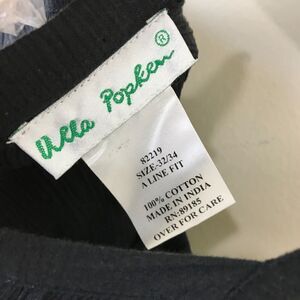 Ulla Popken ®
82219
SIZE-32/34
A LINE FIT
100% COTTON
MADE IN INDIA
RN:89185
OVER FOR CARE